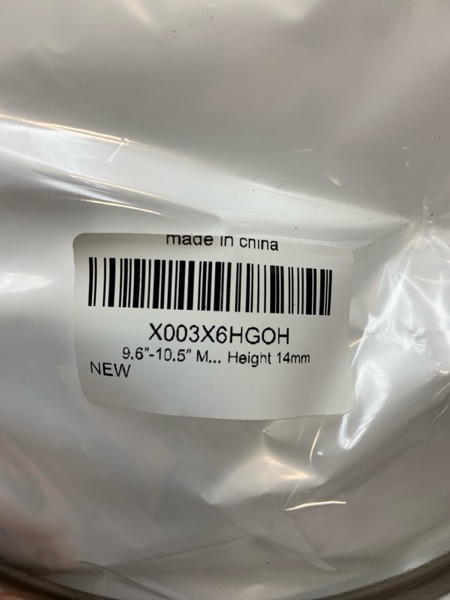 made in china
X003X6HGOH
9.6"-10.5" M... Height 14mm
NEW